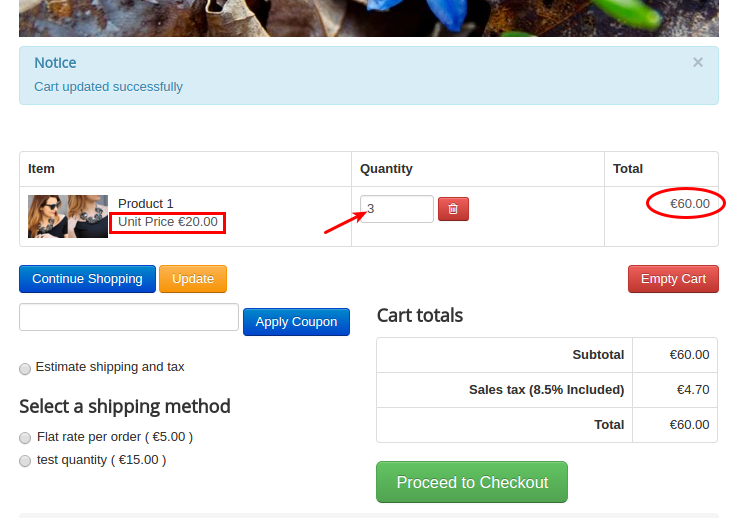 Notice
×
Cart updated successfully
Item
Quantity
Total
Product 1
Unit Price €20.00
3
€60.00
Continue Shopping
Update
Empty Cart
Apply Coupon
Cart totals
Subtotal €60.00
Sales tax (8.5% Included) €4.70
Total €60.00
Estimate shipping and tax
Select a shipping method
Flat rate per order ( €5.00 )
test quantity ( €15.00 )
Proceed to Checkout